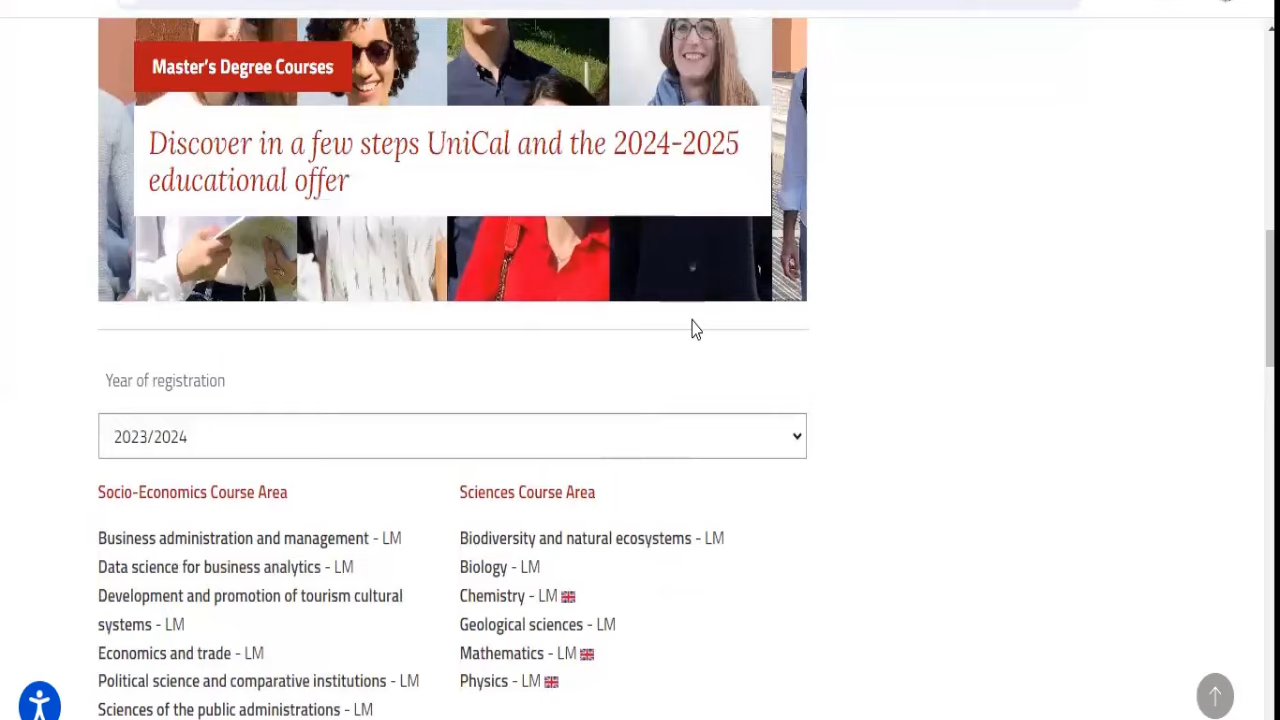 Master's Degree Courses
Discover in a few steps UniCal and the 2024-2025
educational offer
Year of registration
2023/2024
Socio-Economics Course Area
Business administration and management - LM
Data science for business analytics - LM
Development and promotion of tourism cultural
systems - LM
Economics and trade - LM
Political science and comparative institutions - LM
Sciences of the public administrations - LM
Sciences Course Area
Biodiversity and natural ecosystems - LM
Biology - LM
Chemistry - LM
Geological sciences - LM
Mathematics - LM
Physics - LM